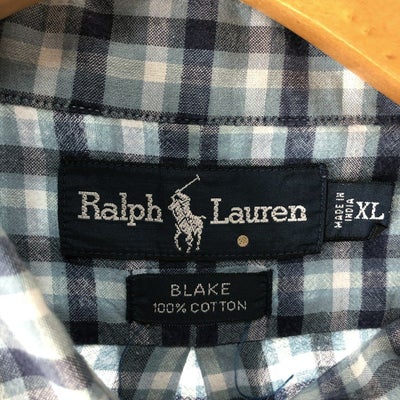 Ralph Lauren
MADE IN
INDIA
XL
BLAKE
100% COTTON